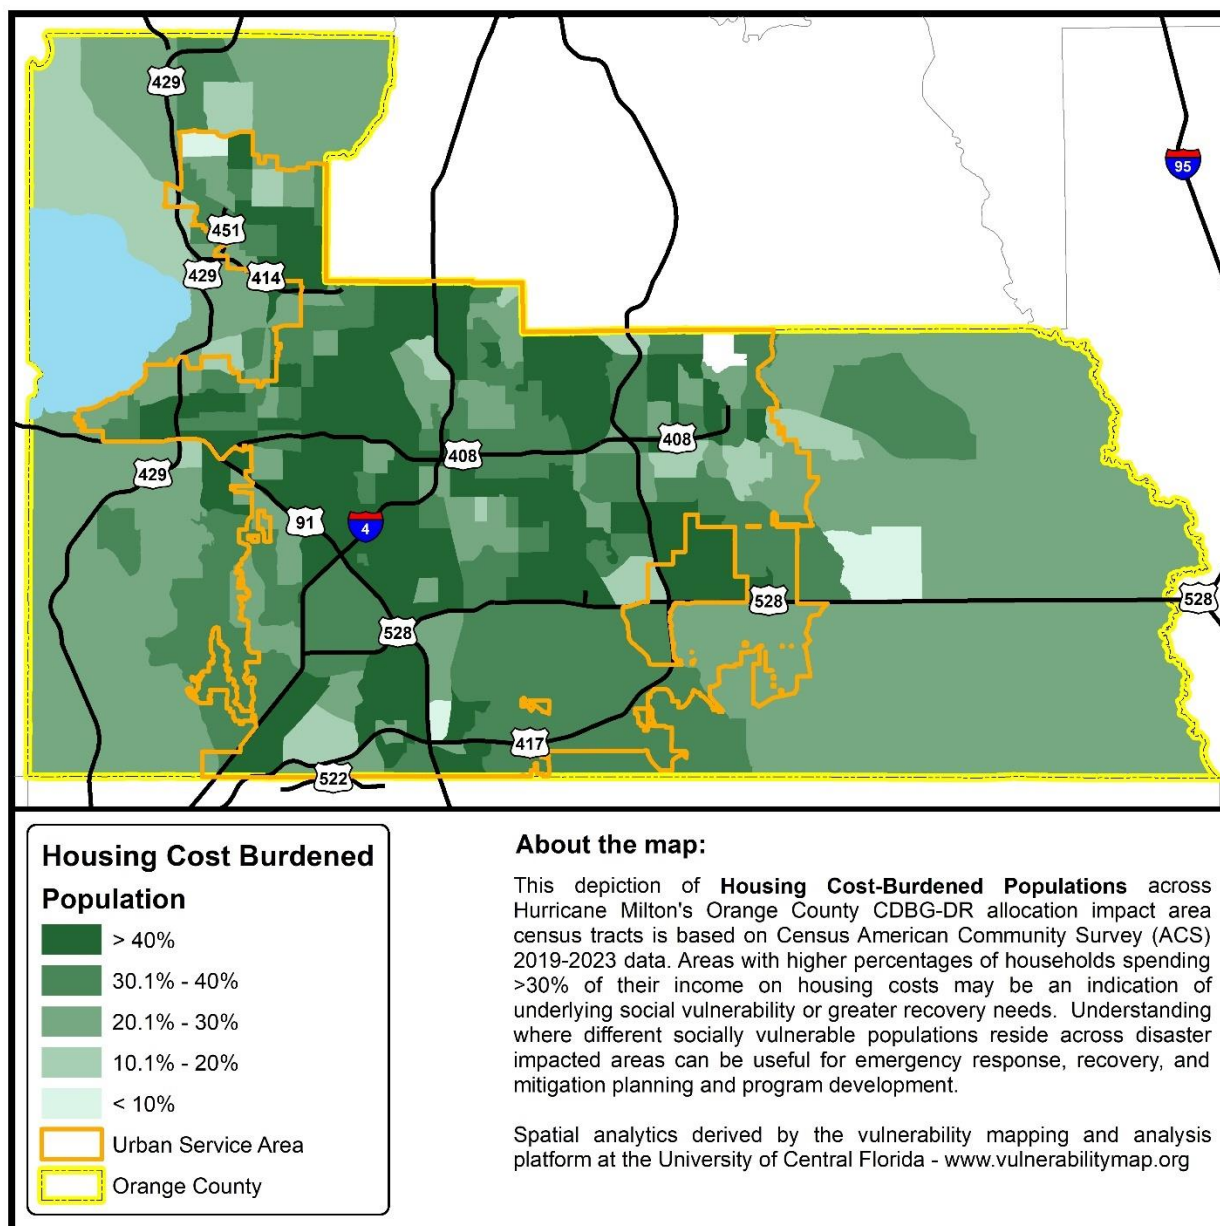 429
95
451
429
414
408
408
429
91
4
528
528
528
417
522
Housing Cost Burdened
Population
> 40%
30.1% - 40%
20.1% - 30%
10.1% - 20%
< 10%
Urban Service Area
Orange County
About the map:
This depiction of Housing Cost-Burdened Populations across
Hurricane Milton's Orange County CDBG-DR allocation impact area
census tracts is based on Census American Community Survey (ACS)
2019-2023 data. Areas with higher percentages of households spending
>30% of their income on housing costs may be an indication of
underlying social vulnerability or greater recovery needs. Understanding
where different socially vulnerable populations reside across disaster
impacted areas can be useful for emergency response, recovery, and
mitigation planning and program development.
Spatial analytics derived by the vulnerability mapping and analysis
platform at the University of Central Florida - www.vulnerabilitymap.org